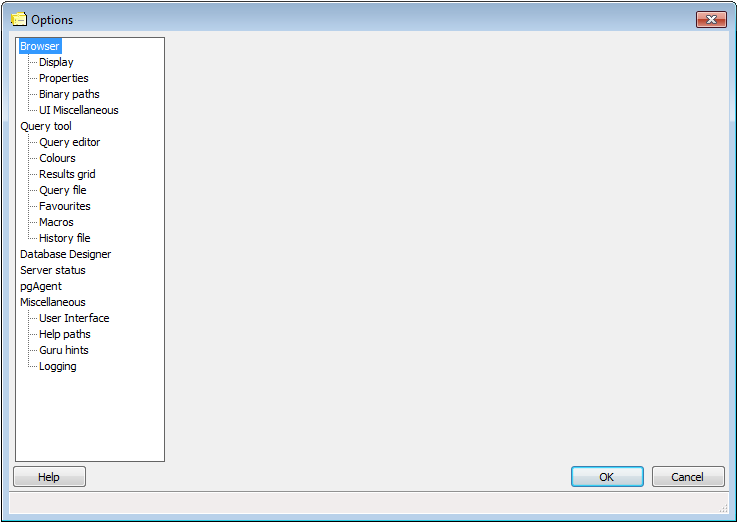 Options
Browser
Display
Properties
Binary paths
UI Miscellaneous
Query tool
Query editor
Colours
Results grid
Query file
Favourites
Macros
History file
Database Designer
Server status
pgAgent
Miscellaneous
User Interface
Help paths
Guru hints
Logging
Help
OK
Cancel